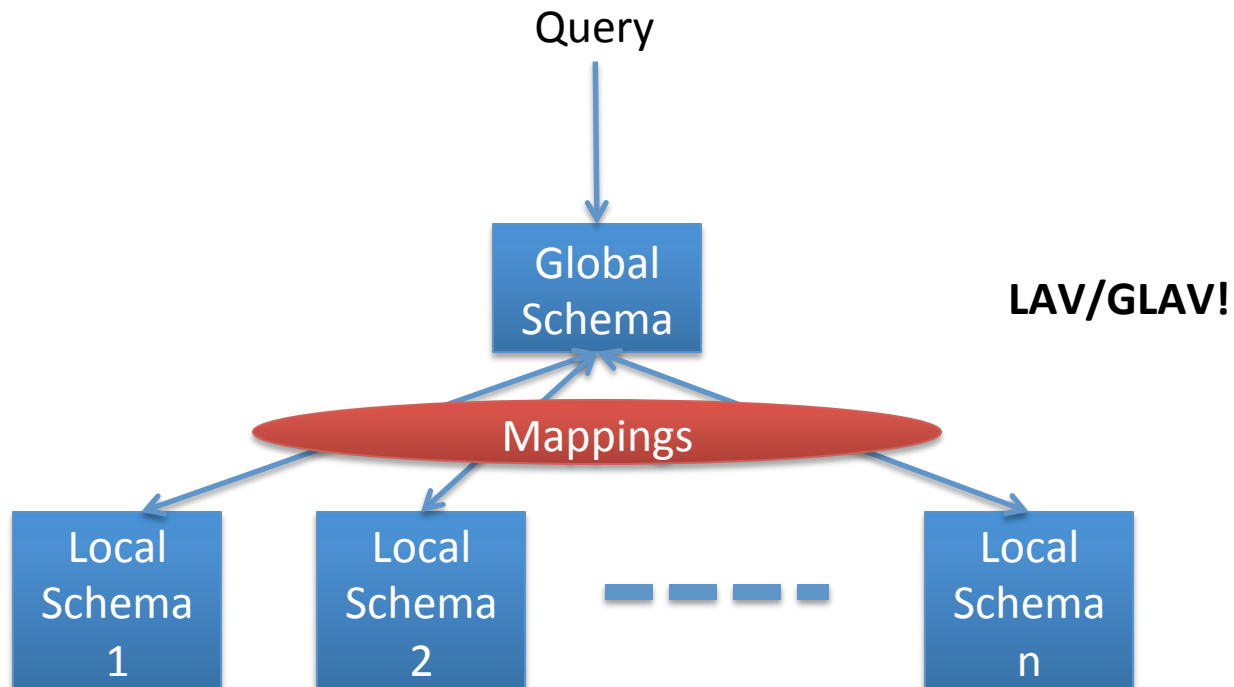 Query
Global
Schema
LAV/GLAV!
Mappings
Local
Schema
1
Local
Schema
2
Local
Schema
n